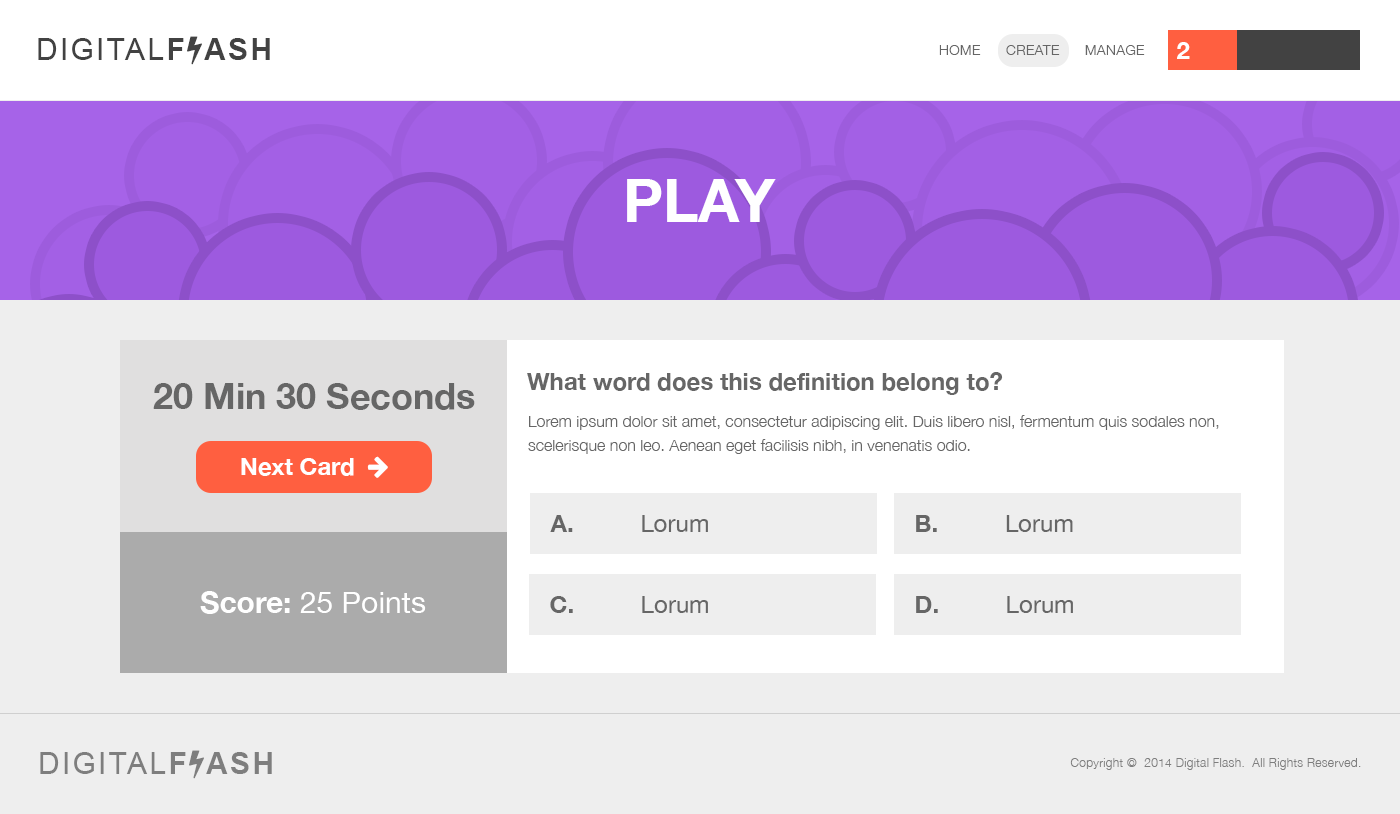 DIGITALFLASH
HOME CREATE MANAGE 2
PLAY
20 Min 30 Seconds
Next Card
Score: 25 Points
What word does this definition belong to?
Lorem ipsum dolor sit amet, consectetur adipiscing elit. Duis libero nisl, fermentum quis sodales non,
scelerisque non leo. Aenean eget facilisis nibh, in venenatis odio.
A. Lorum
B. Lorum
C. Lorum
D. Lorum
DIGITALFLASH
Copyright © 2014 Digital Flash. All Rights Reserved.